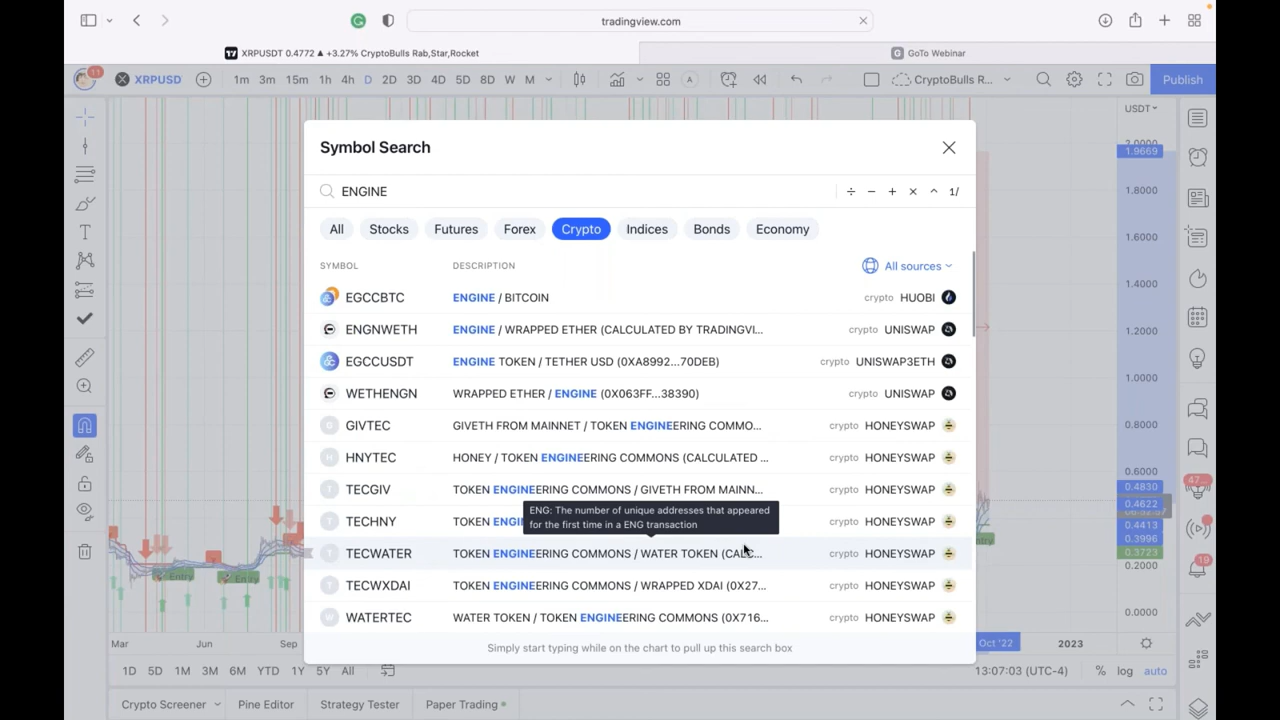 tradingview.com
XRPUSDT 0.4772 ▲ +3.27% CryptoBulls Rab,Star,Rocket
GoTo Webinar
11
XRPUSD
1m 3m 15m 1h 4h D 2D 3D 4D 5D 8D W M
A
CryptoBulls R...
Publish
USDT
Symbol Search
ENGINE
÷ − + × ^ 1/
All Stocks Futures Forex Crypto Indices Bonds Economy
SYMBOL DESCRIPTION All sources
EGCCBTC ENGINE / BITCOIN crypto HUOBI
ENGNWETH ENGINE / WRAPPED ETHER (CALCULATED BY TRADINGVI... crypto UNISWAP
EGCCUSDT ENGINE TOKEN / TETHER USD (0XA8992...70DEB) crypto UNISWAP3ETH
WETHENGN WRAPPED ETHER / ENGINE (0X063FF...38390) crypto UNISWAP
GIVTEC GIVETH FROM MAINNET / TOKEN ENGINEERING COMMO... crypto HONEYSWAP
HNYTEC HONEY / TOKEN ENGINEERING COMMONS (CALCULATED ... crypto HONEYSWAP
TECGIV TOKEN ENGINEERING COMMONS / GIVETH FROM MAINN... crypto HONEYSWAP
ENG: The number of unique addresses that appeared
for the first time in a ENG transaction
TECHNY TOKEN ENGI crypto HONEYSWAP
TECWATER TOKEN ENGINEERING COMMONS / WATER TOKEN (CALC... crypto HONEYSWAP
TECWXDAI TOKEN ENGINEERING COMMONS / WRAPPED XDAI (0X27... crypto HONEYSWAP
WATERTEC WATER TOKEN / TOKEN ENGINEERING COMMONS (0X716... crypto HONEYSWAP
Simply start typing while on the chart to pull up this search box
1.9669
1.8000
1.6000
1.4000
1.2000
1.0000
0.8000
0.6000
0.4830
0.4622
0.4413
0.3996
0.3723
0.2000
0.0000
47
19
Entry
Entry
Mar Jun Sep Oct '22 2023
1D 5D 1M 3M 6M YTD 1Y 5Y All
13:07:03 (UTC-4) % log auto
Crypto Screener Pine Editor Strategy Tester Paper Trading